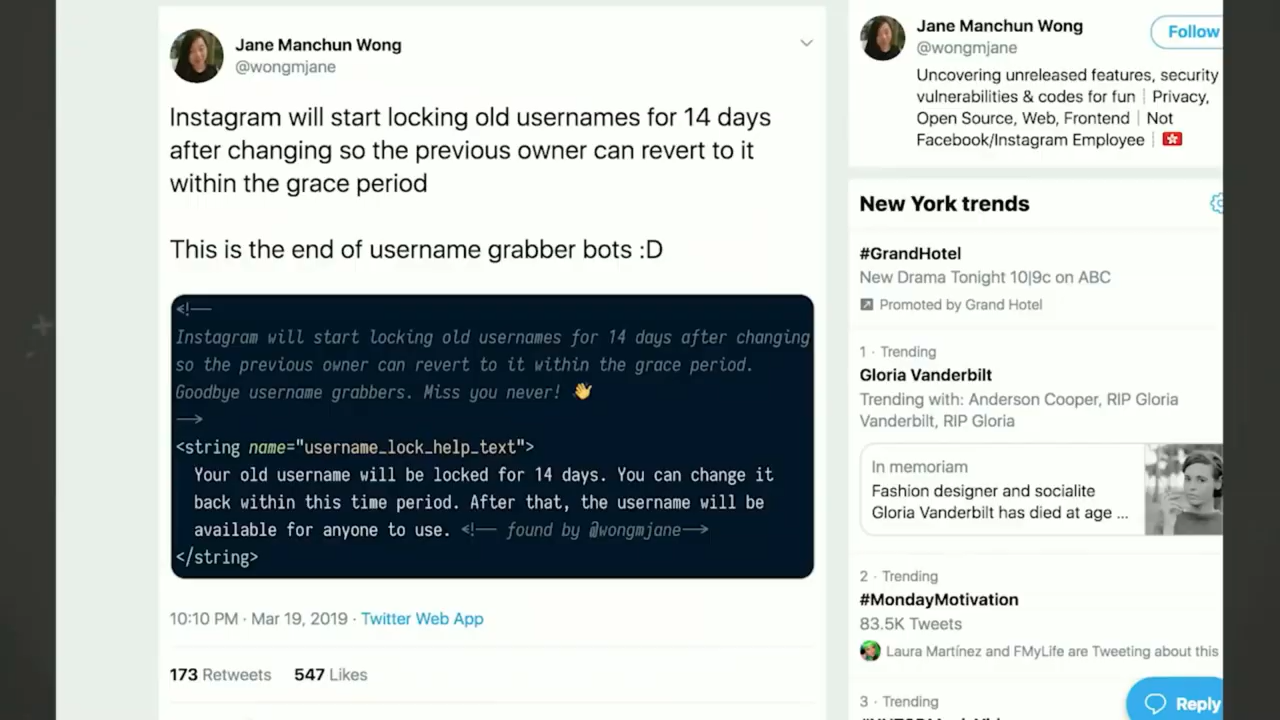 Jane Manchun Wong
@wongmjane
Instagram will start locking old usernames for 14 days
after changing so the previous owner can revert to it
within the grace period
This is the end of username grabber bots :D
<!--
Instagram will start locking old usernames for 14 days after changing
so the previous owner can revert to it within the grace period.
Goodbye username grabbers. Miss you never! 👋
-->
<string name="username_lock_help_text">
Your old username will be locked for 14 days. You can change it
back within this time period. After that, the username will be
available for anyone to use. <!-- found by @wongmjane-->
</string>
10:10 PM · Mar 19, 2019 · Twitter Web App
173 Retweets 547 Likes
Jane Manchun Wong
@wongmjane
Follow
Uncovering unreleased features, security
vulnerabilities & codes for fun | Privacy,
Open Source, Web, Frontend | Not
Facebook/Instagram Employee | 🇭🇰
New York trends
#GrandHotel
New Drama Tonight 10|9c on ABC
Promoted by Grand Hotel
1 · Trending
Gloria Vanderbilt
Trending with: Anderson Cooper, RIP Gloria
Vanderbilt, RIP Gloria
In memoriam
Fashion designer and socialite
Gloria Vanderbilt has died at age ...
2 · Trending
#MondayMotivation
83.5K Tweets
Laura Martínez and FMyLife are Tweeting about this
3 · Trending
Reply